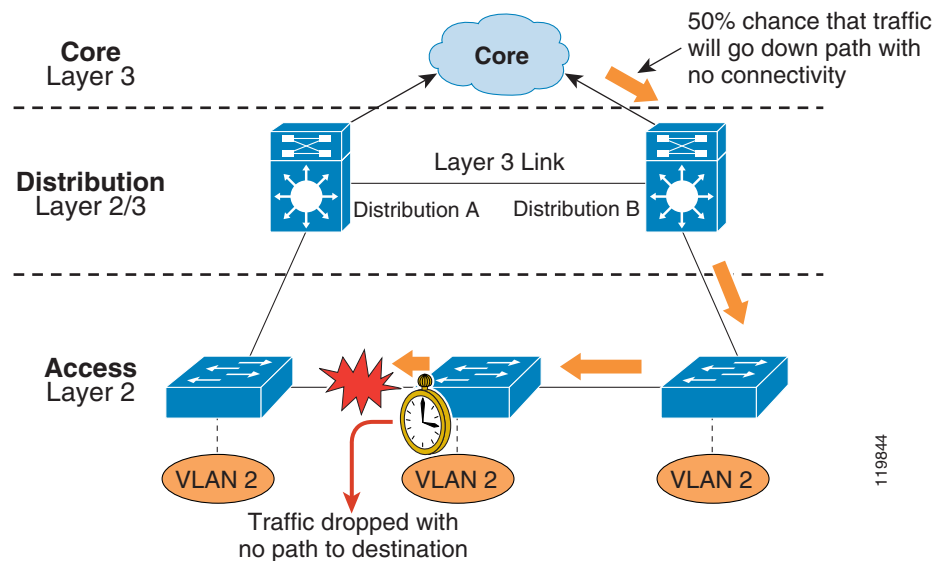 50% chance that traffic
will go down path with
no connectivity
Core
Layer 3
Core
Distribution
Layer 2/3
Layer 3 Link
Distribution A
Distribution B
Access
Layer 2
VLAN 2
VLAN 2
VLAN 2
Traffic dropped with
no path to destination
119844